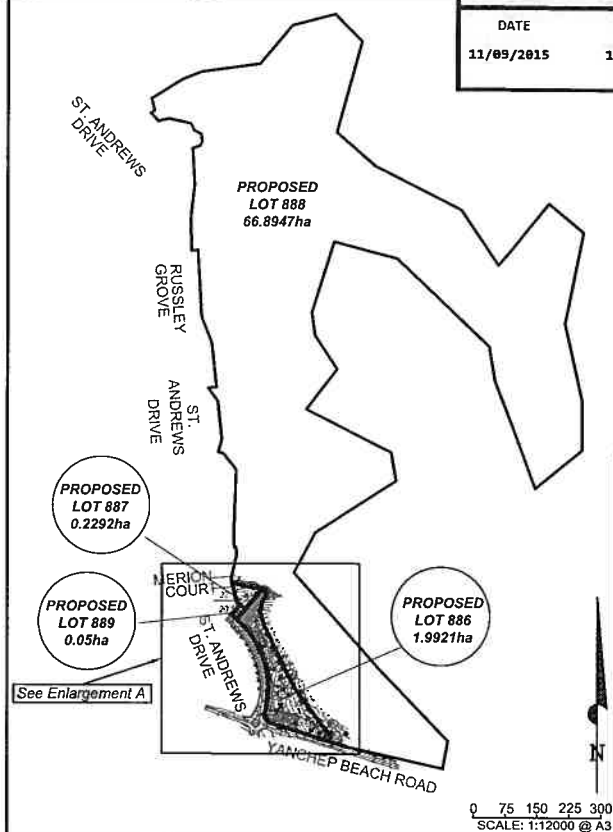 DATE
11/09/2015
1
ST. ANDREWS
DRIVE
PROPOSED
LOT 888
66.8947ha
RUSSLEY
GROVE
ST.
ANDREWS
DRIVE
PROPOSED
LOT 887
0.2292ha
MERION
COURT
PROPOSED
LOT 889
0.05ha
ST. ANDREWS
DRIVE
PROPOSED
LOT 886
1.9921ha
See Enlargement A
YANCHEP BEACH ROAD
N
0 75 150 225 300
SCALE: 1:12000 @ A3